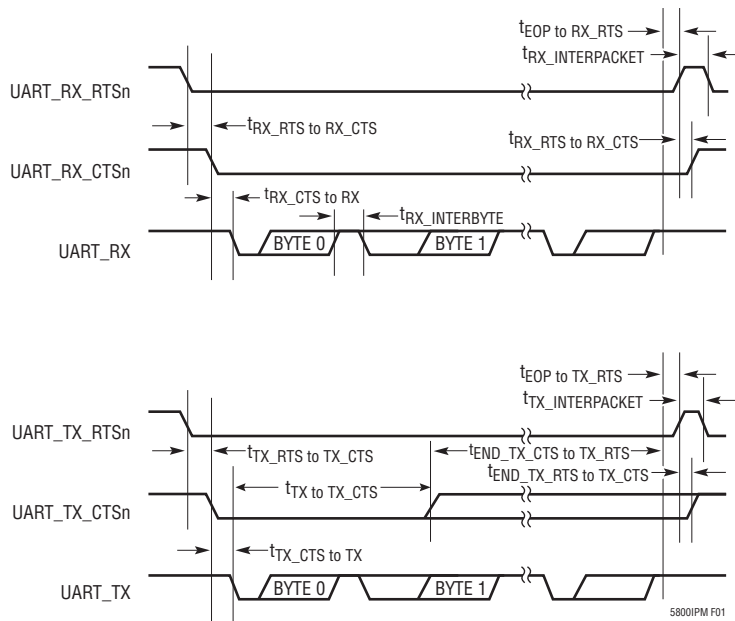 tEOP to RX_RTS
tRX_INTERPACKET
UART_RX_RTSn
tRX_RTS to RX_CTS
tRX_RTS to RX_CTS
UART_RX_CTSn
tRX_CTS to RX
tRX_INTERBYTE
UART_RX
BYTE 0
BYTE 1
tEOP to TX_RTS
tTX_INTERPACKET
UART_TX_RTSn
tTX_RTS to TX_CTS
tEND_TX_CTS to TX_RTS
tEND_TX_RTS to TX_CTS
tTX to TX_CTS
UART_TX_CTSn
tTX_CTS to TX
UART_TX
BYTE 0
BYTE 1
5800IPM F01